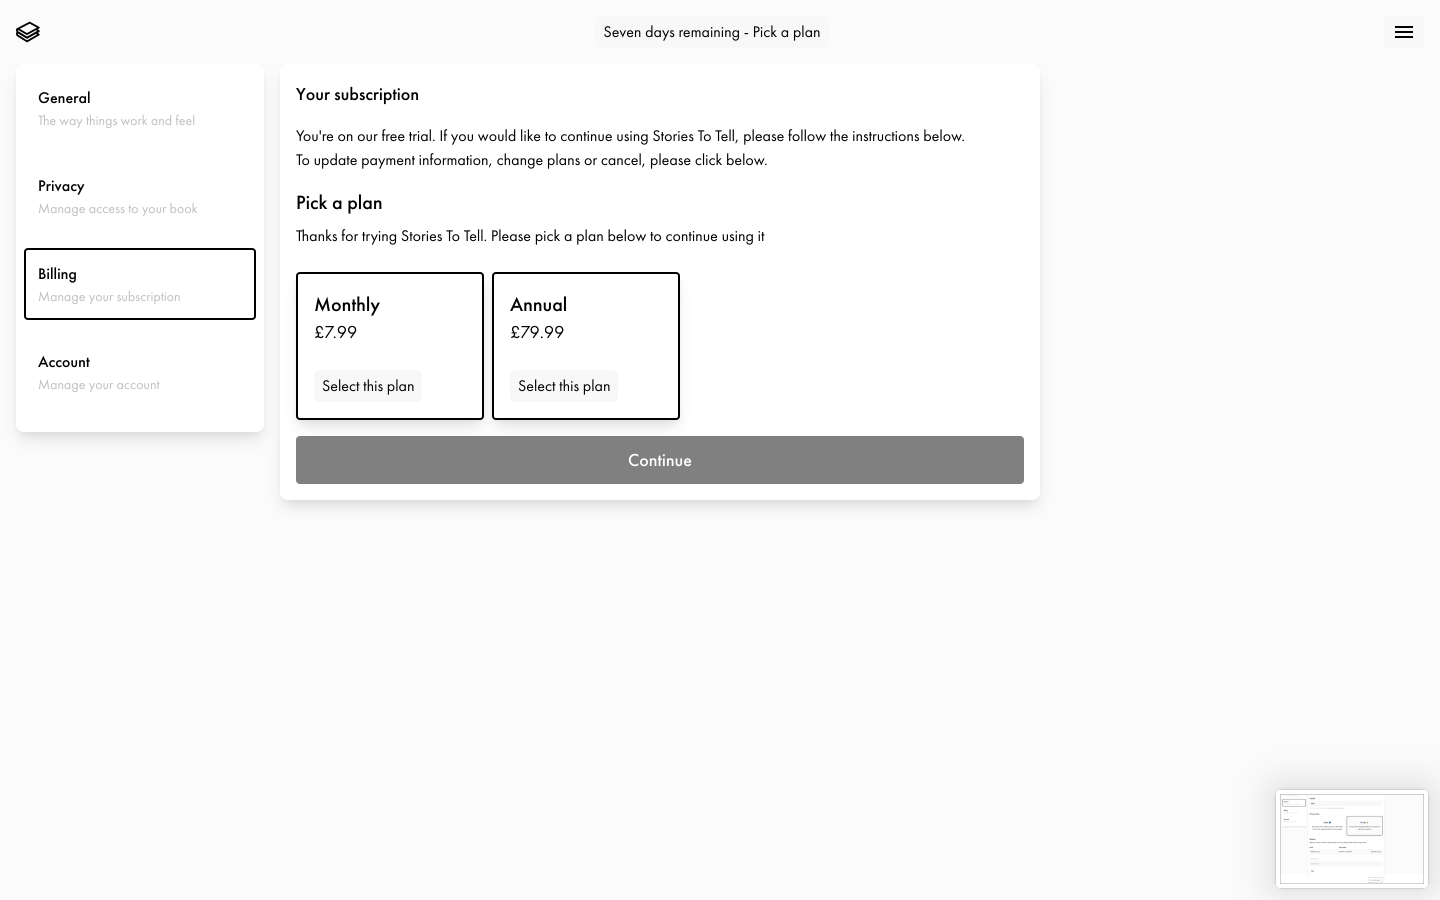 Seven days remaining - Pick a plan
General
The way things work and feel
Privacy
Manage access to your book
Billing
Manage your subscription
Account
Manage your account
Your subscription
You're on our free trial. If you would like to continue using Stories To Tell, please follow the instructions below.
To update payment information, change plans or cancel, please click below.
Pick a plan
Thanks for trying Stories To Tell. Please pick a plan below to continue using it
Monthly
£7.99
Select this plan
Annual
£79.99
Select this plan
Continue